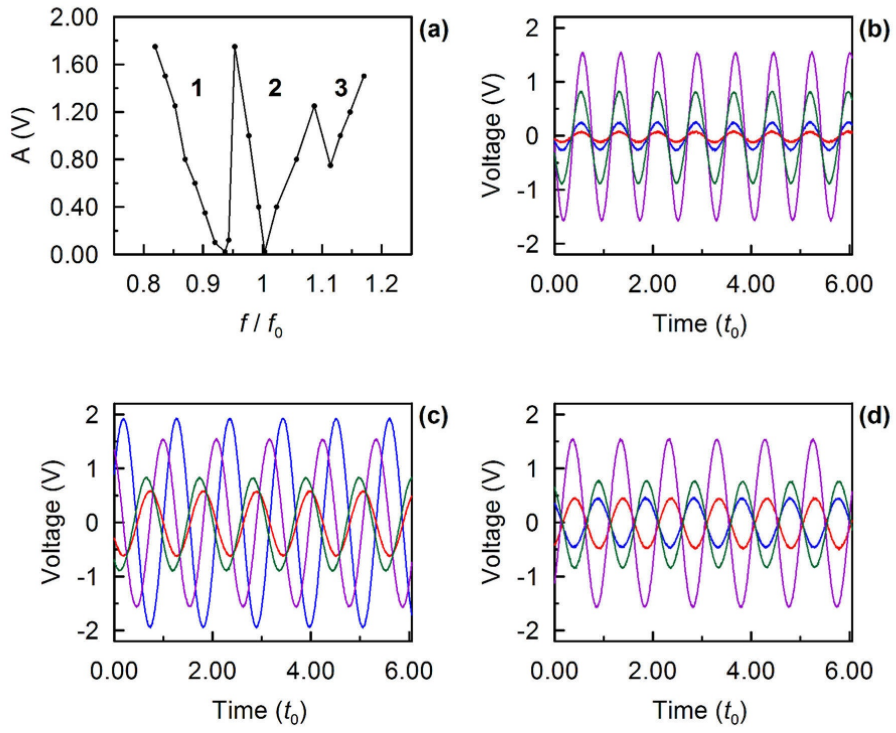 (a)
2.00
1.60
1.20
0.80
0.40
0.00
A (V)
1 2 3
0.8 0.9 1 1.1 1.2
f / f0
(b)
2
1
0
-1
-2
Voltage (V)
0.00 2.00 4.00 6.00
Time (t0)
(c)
2
1
0
-1
-2
Voltage (V)
0.00 2.00 4.00 6.00
Time (t0)
(d)
2
1
0
-1
-2
Voltage (V)
0.00 2.00 4.00 6.00
Time (t0)